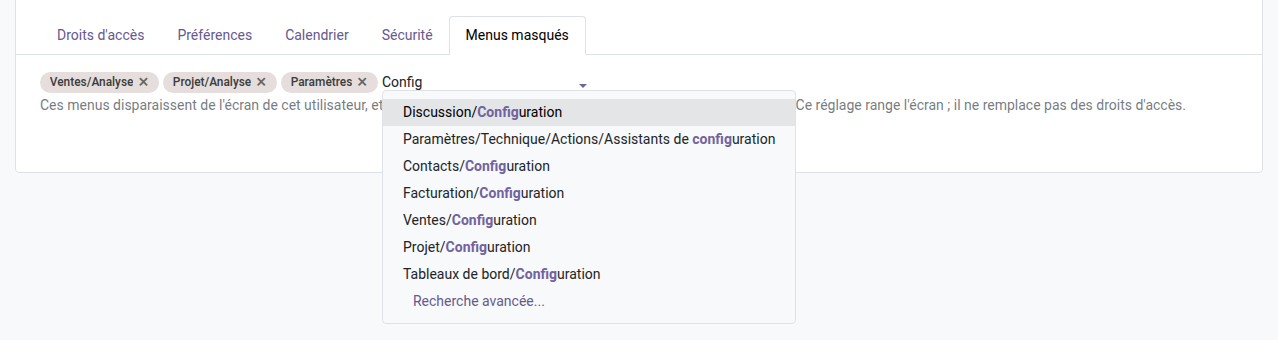 Droits d'accès Préférences Calendrier Sécurité Menus masqués
Ventes/Analyse ✕ Projet/Analyse ✕ Paramètres ✕ Config
Ces menus disparaissent de l'écran de cet utilisateur, et Ce réglage range l'écran ; il ne remplace pas des droits d'accès.
Discussion/Configuration
Paramètres/Technique/Actions/Assistants de configuration
Contacts/Configuration
Facturation/Configuration
Ventes/Configuration
Projet/Configuration
Tableaux de bord/Configuration
Recherche avancée...